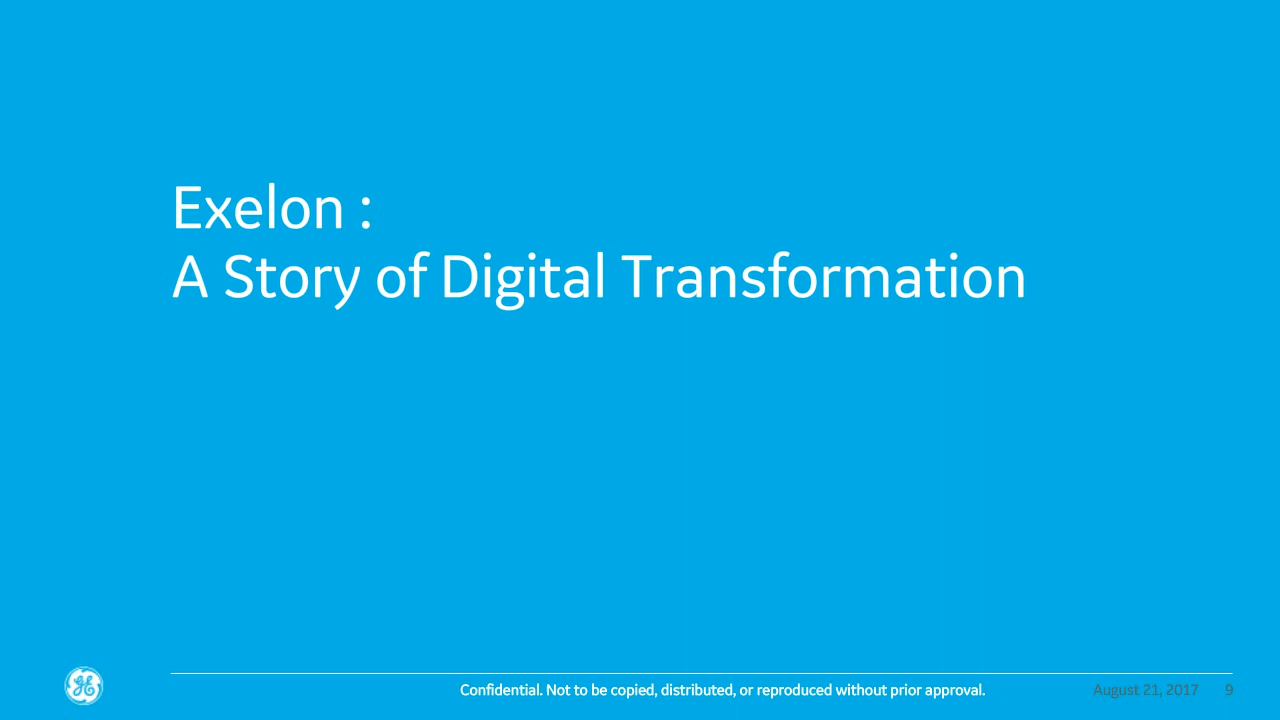 Exelon :
A Story of Digital Transformation
Confidential. Not to be copied, distributed, or reproduced without prior approval.
August 21, 2017
9